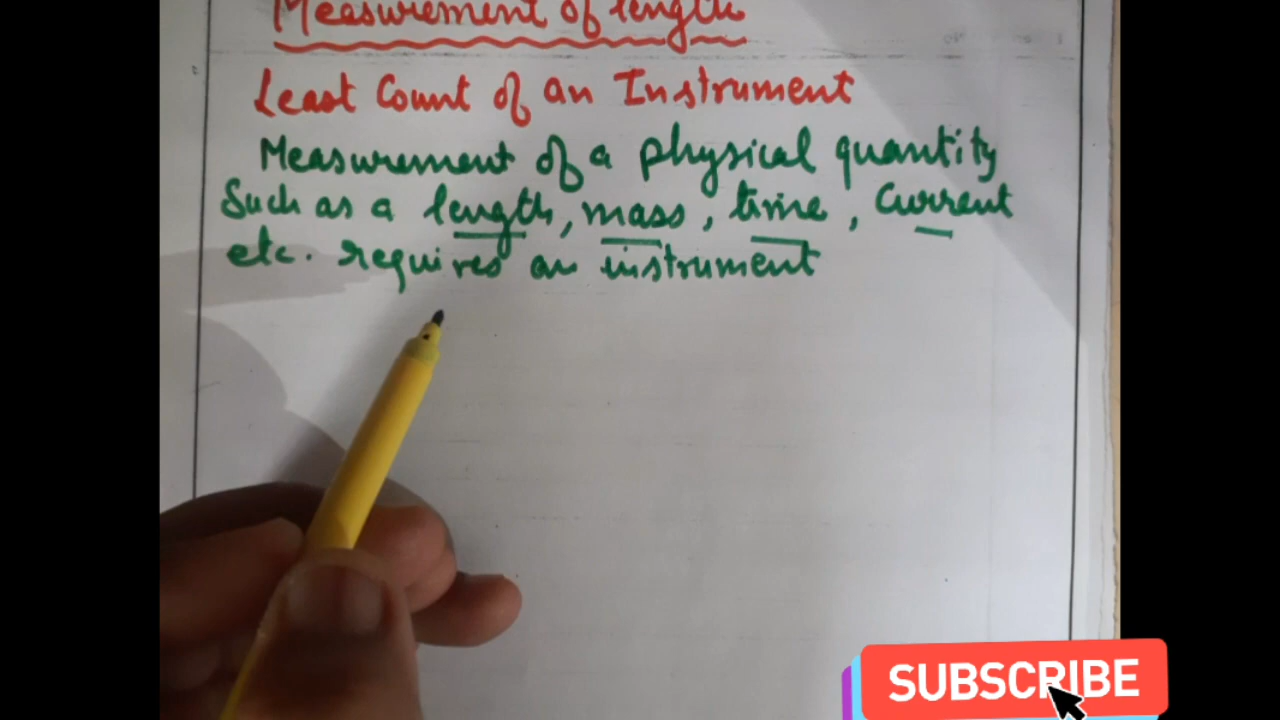 Measurement of length
Least Count of an Instrument
Measurement of a physical quantity
Such as a length, mass, time, Current
etc. requires an instrument
SUBSCRIBE